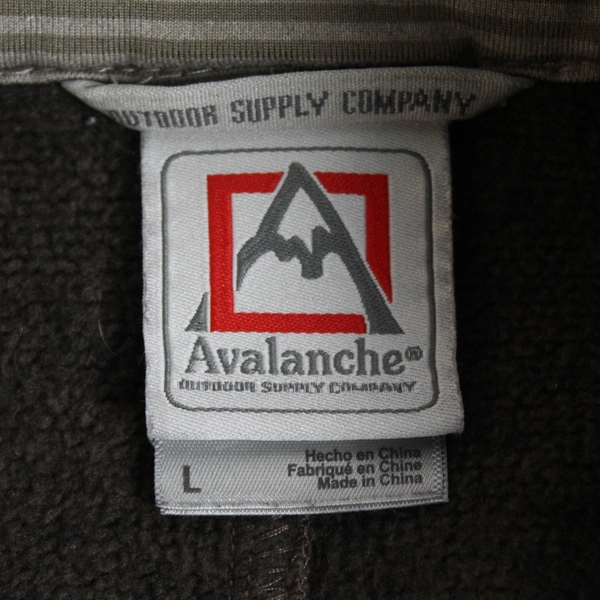 OUTDOOR SUPPLY COMPANY
Avalanche®
OUTDOOR SUPPLY COMPANY
L
Hecho en China
Fabriqué en Chine
Made in China